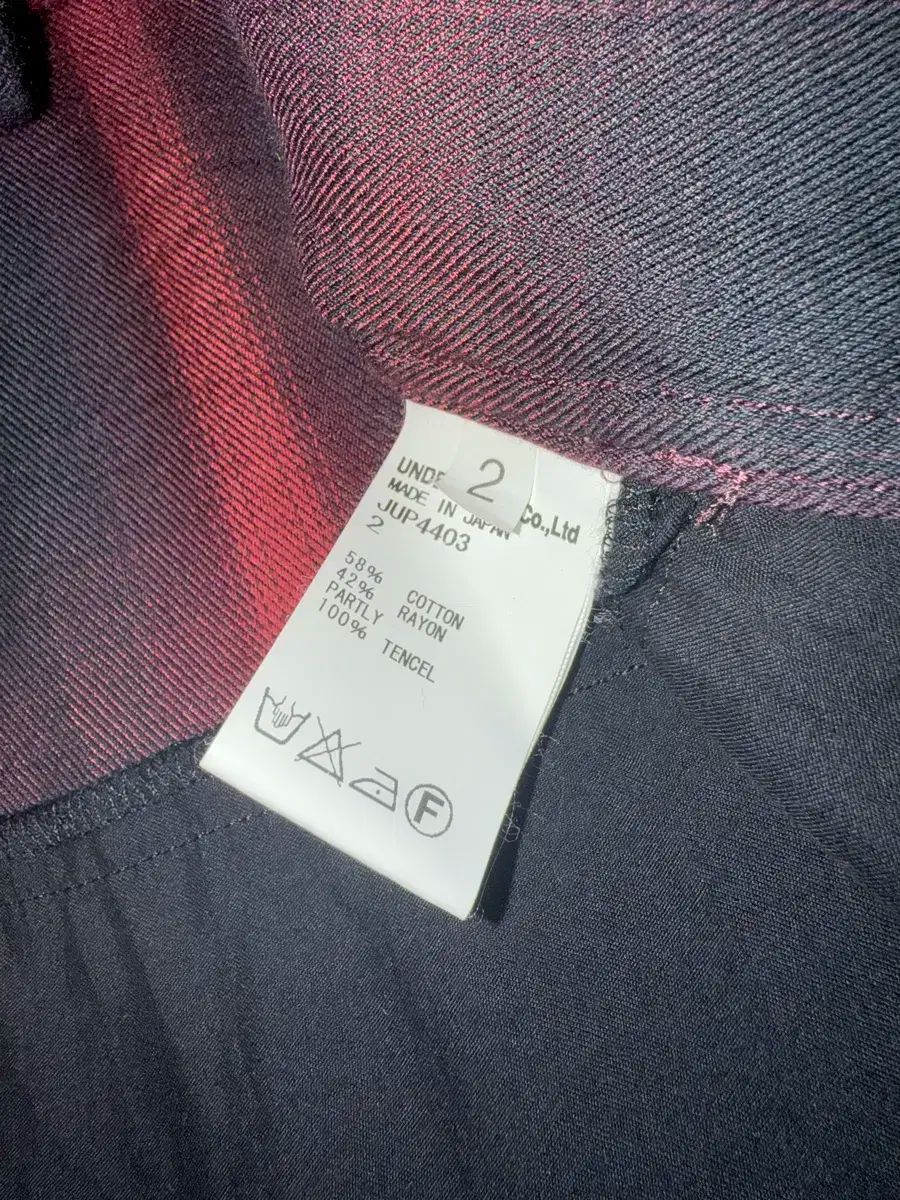 2
UNDE Co.,Ltd
MADE IN JAPAN
JUP4403
2
58% COTTON
42% RAYON
PARTLY
100% TENCEL
F